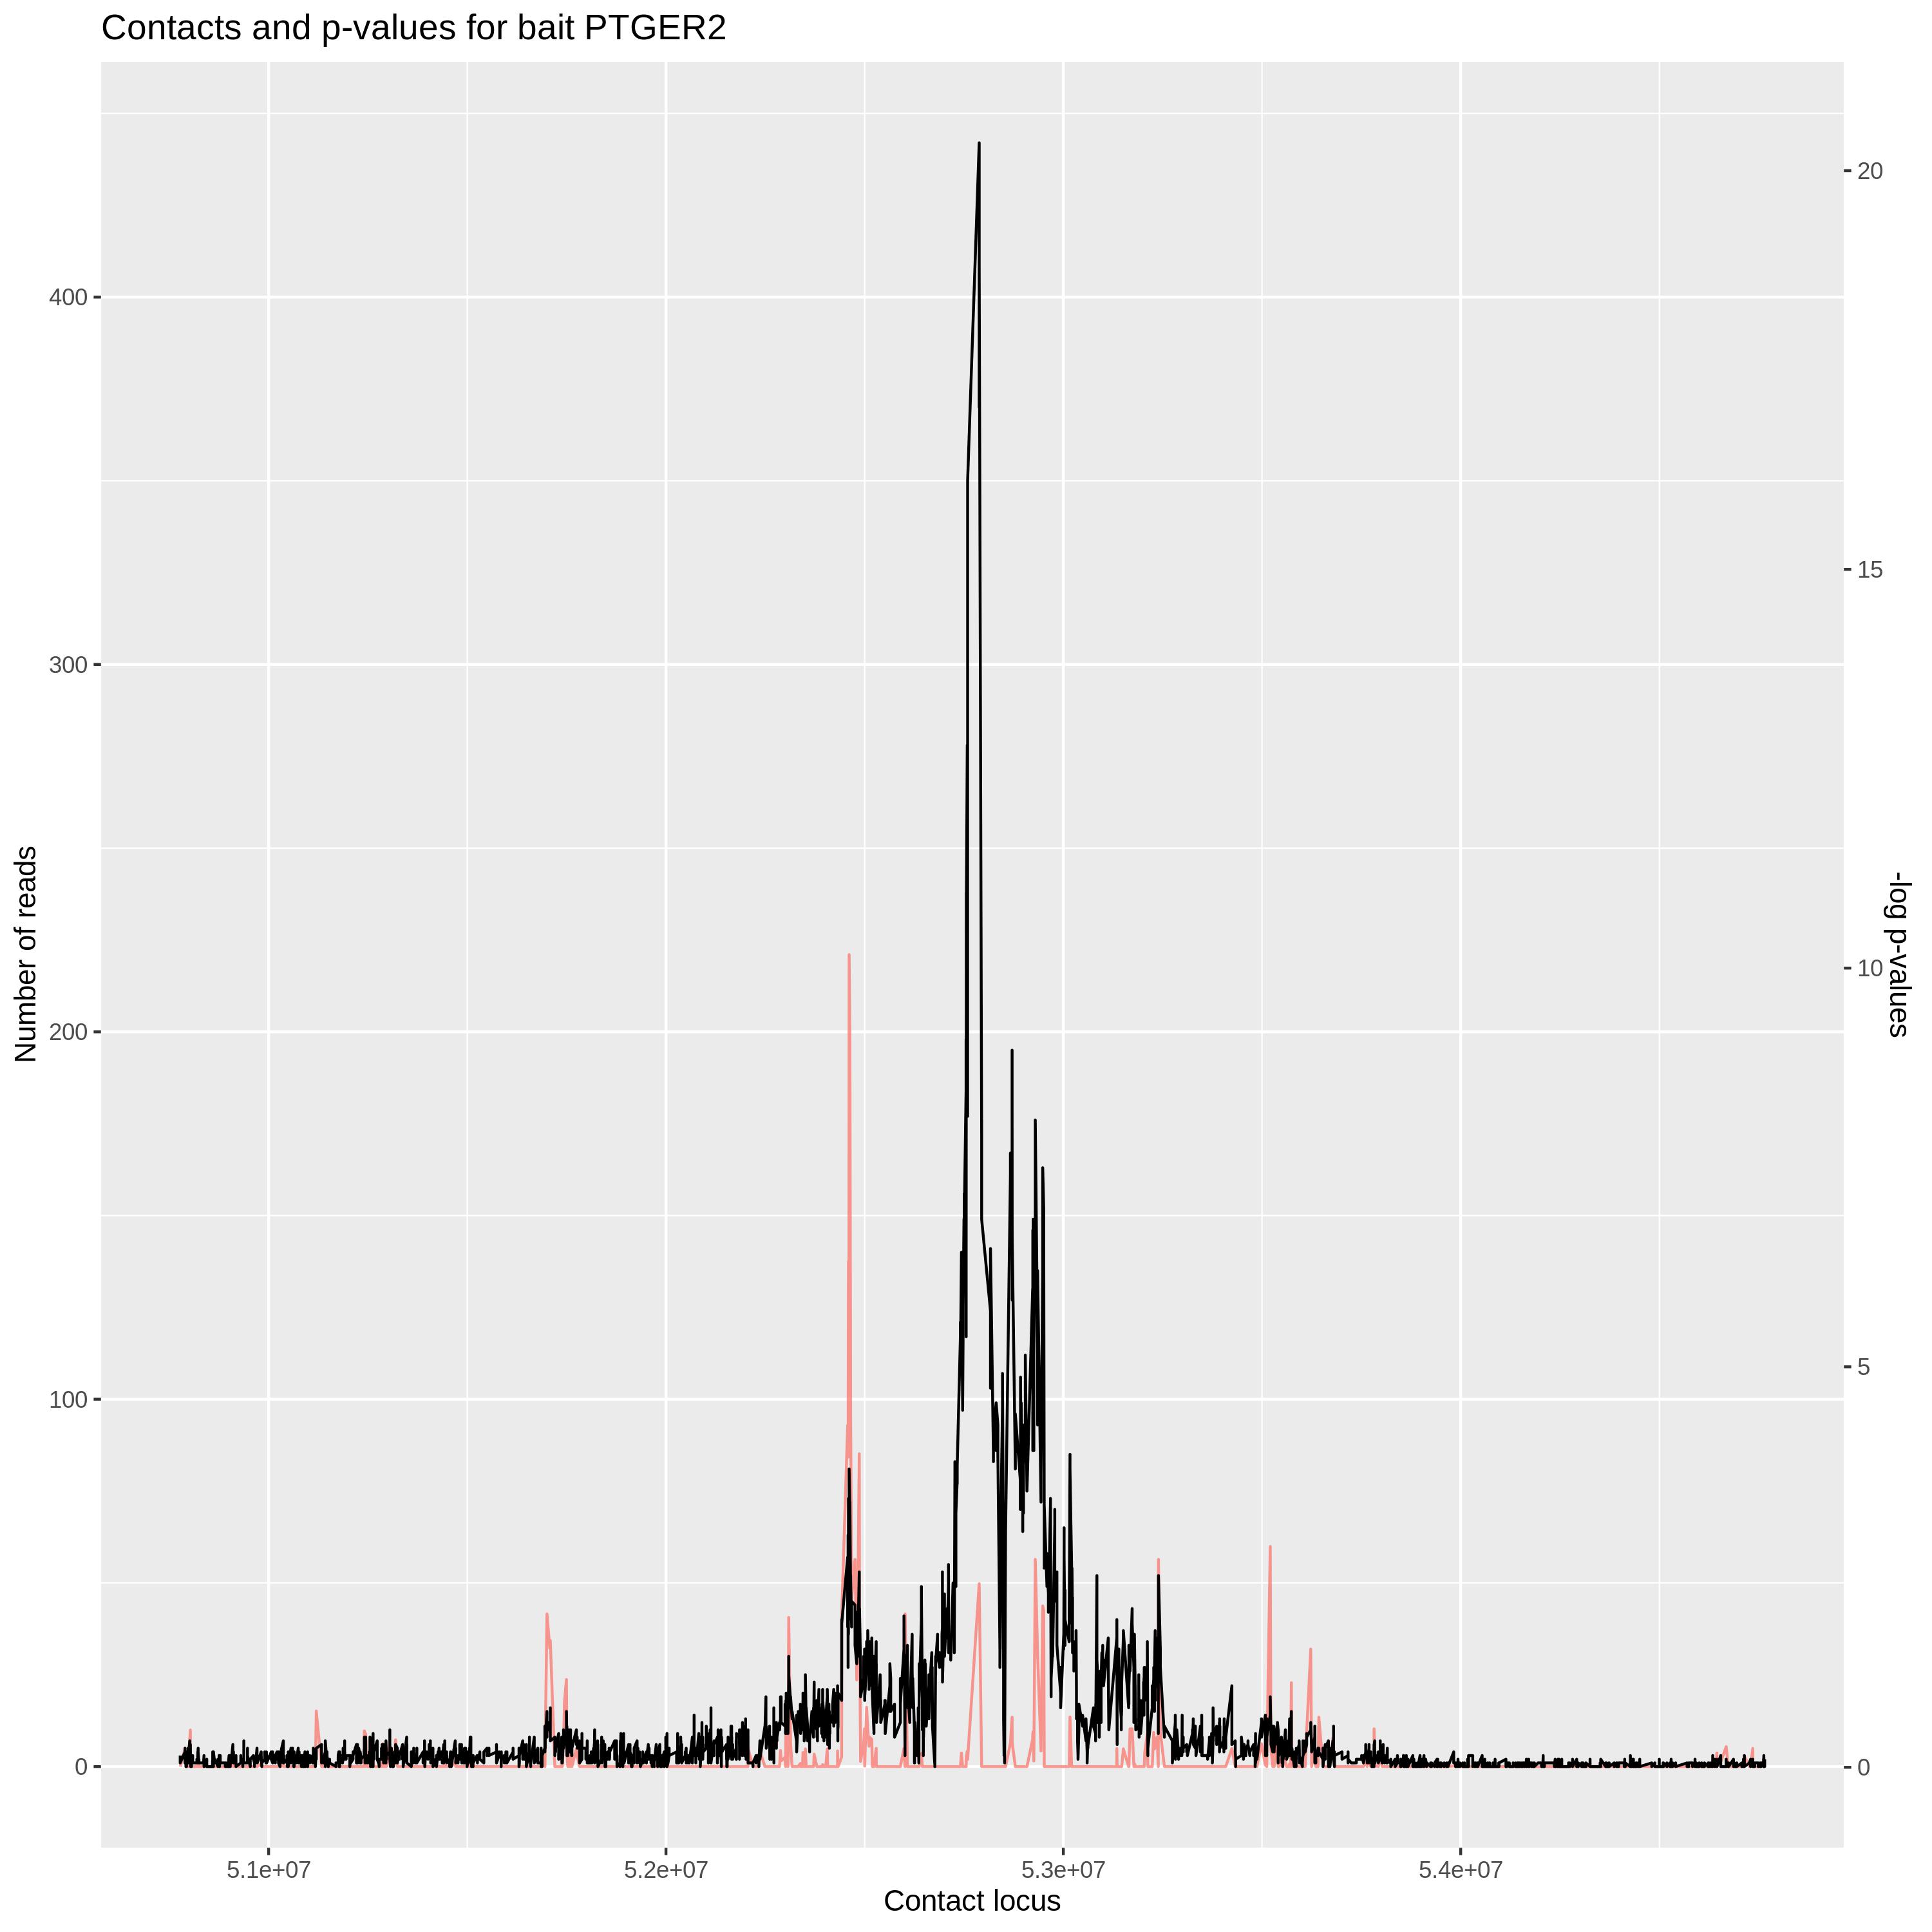 Contacts and p-values for bait PTGER2
400
300
200
100
0
Number of reads
20
15
10
5
0
-log p-values
5.1e+07
5.2e+07
5.3e+07
5.4e+07
Contact locus